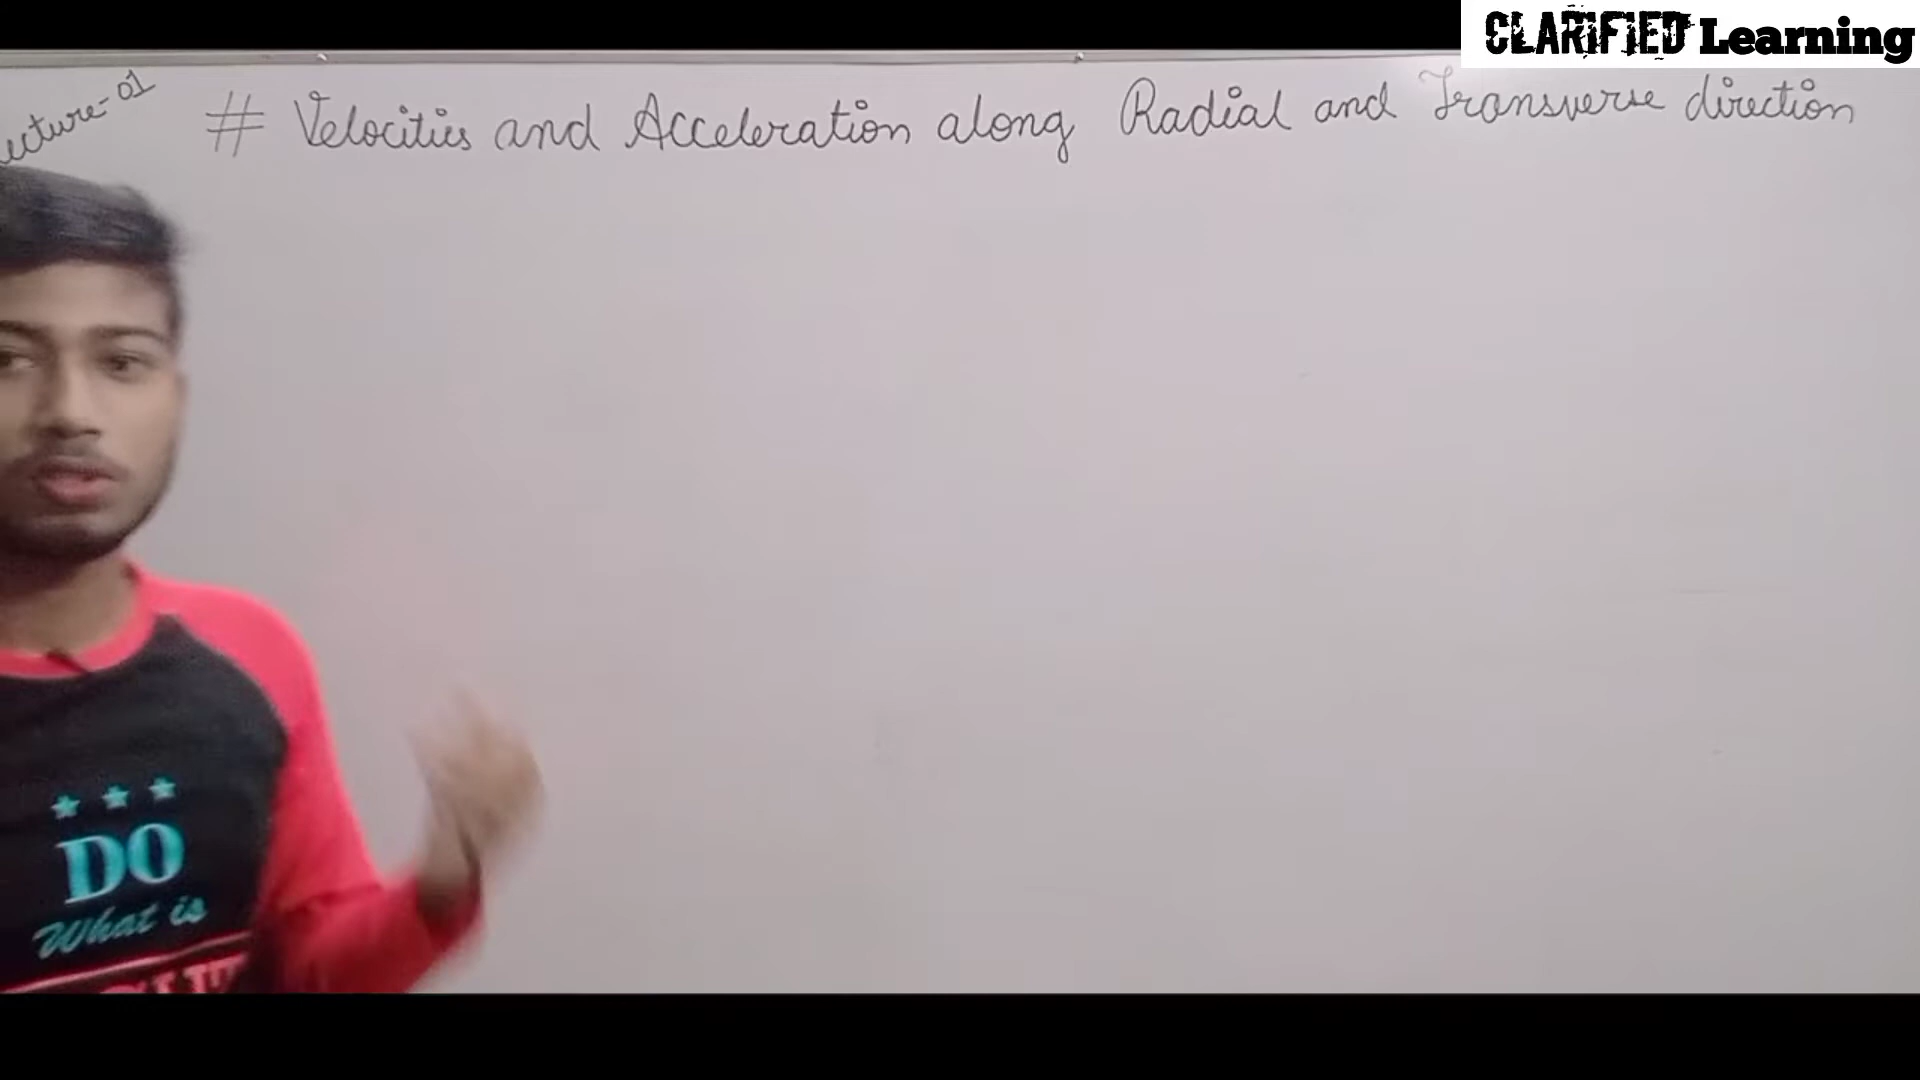 CLARIFIED Learning
ecture-01
# Velocities and Acceleration along Radial and Transverse direction
★ ★ ★
DO
What is